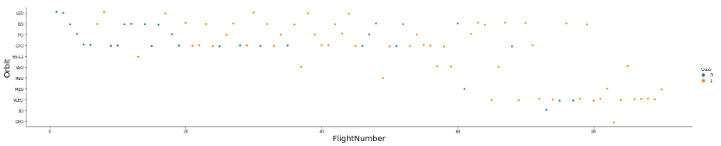 LEO
ISS
PO
GTO
ES-L1
SSO
HEO
MEO
VLEO
SO
GEO
Orbit
0
20
40
60
80
FlightNumber
Class
0
1